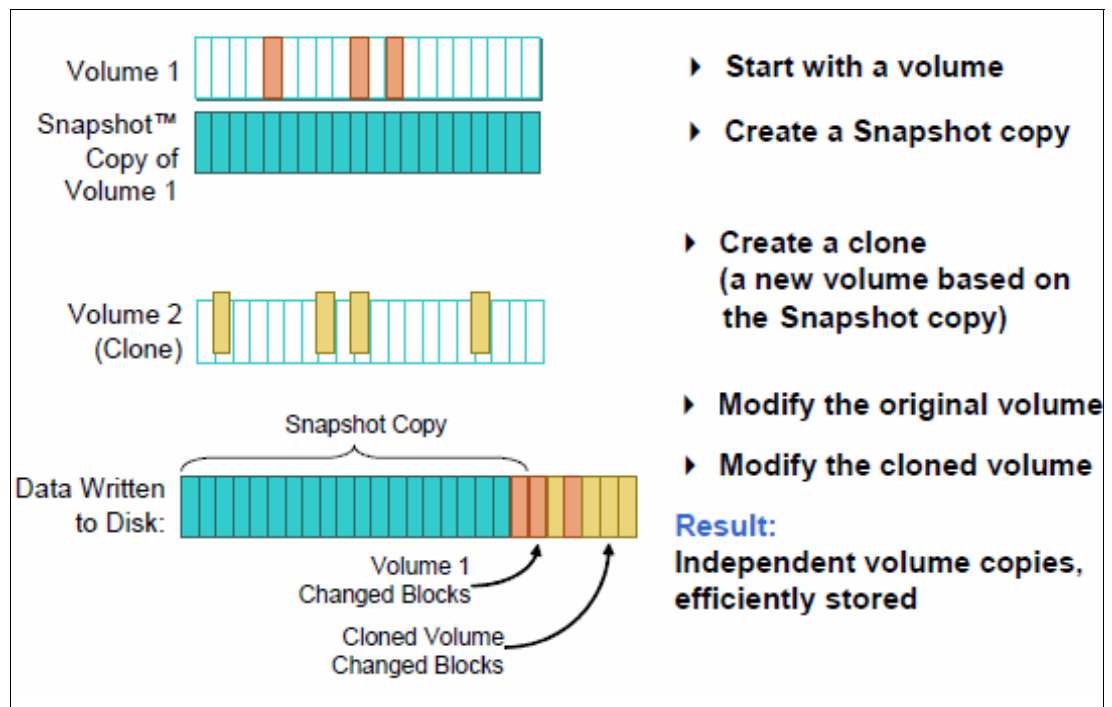 Volume 1
Snapshot™
Copy of
Volume 1
Volume 2
(Clone)
Snapshot Copy
Data Written
to Disk:
Volume 1
Changed Blocks
Cloned Volume
Changed Blocks
Start with a volume
Create a Snapshot copy
Create a clone
(a new volume based on
the Snapshot copy)
Modify the original volume
Modify the cloned volume
Result:
Independent volume copies,
efficiently stored